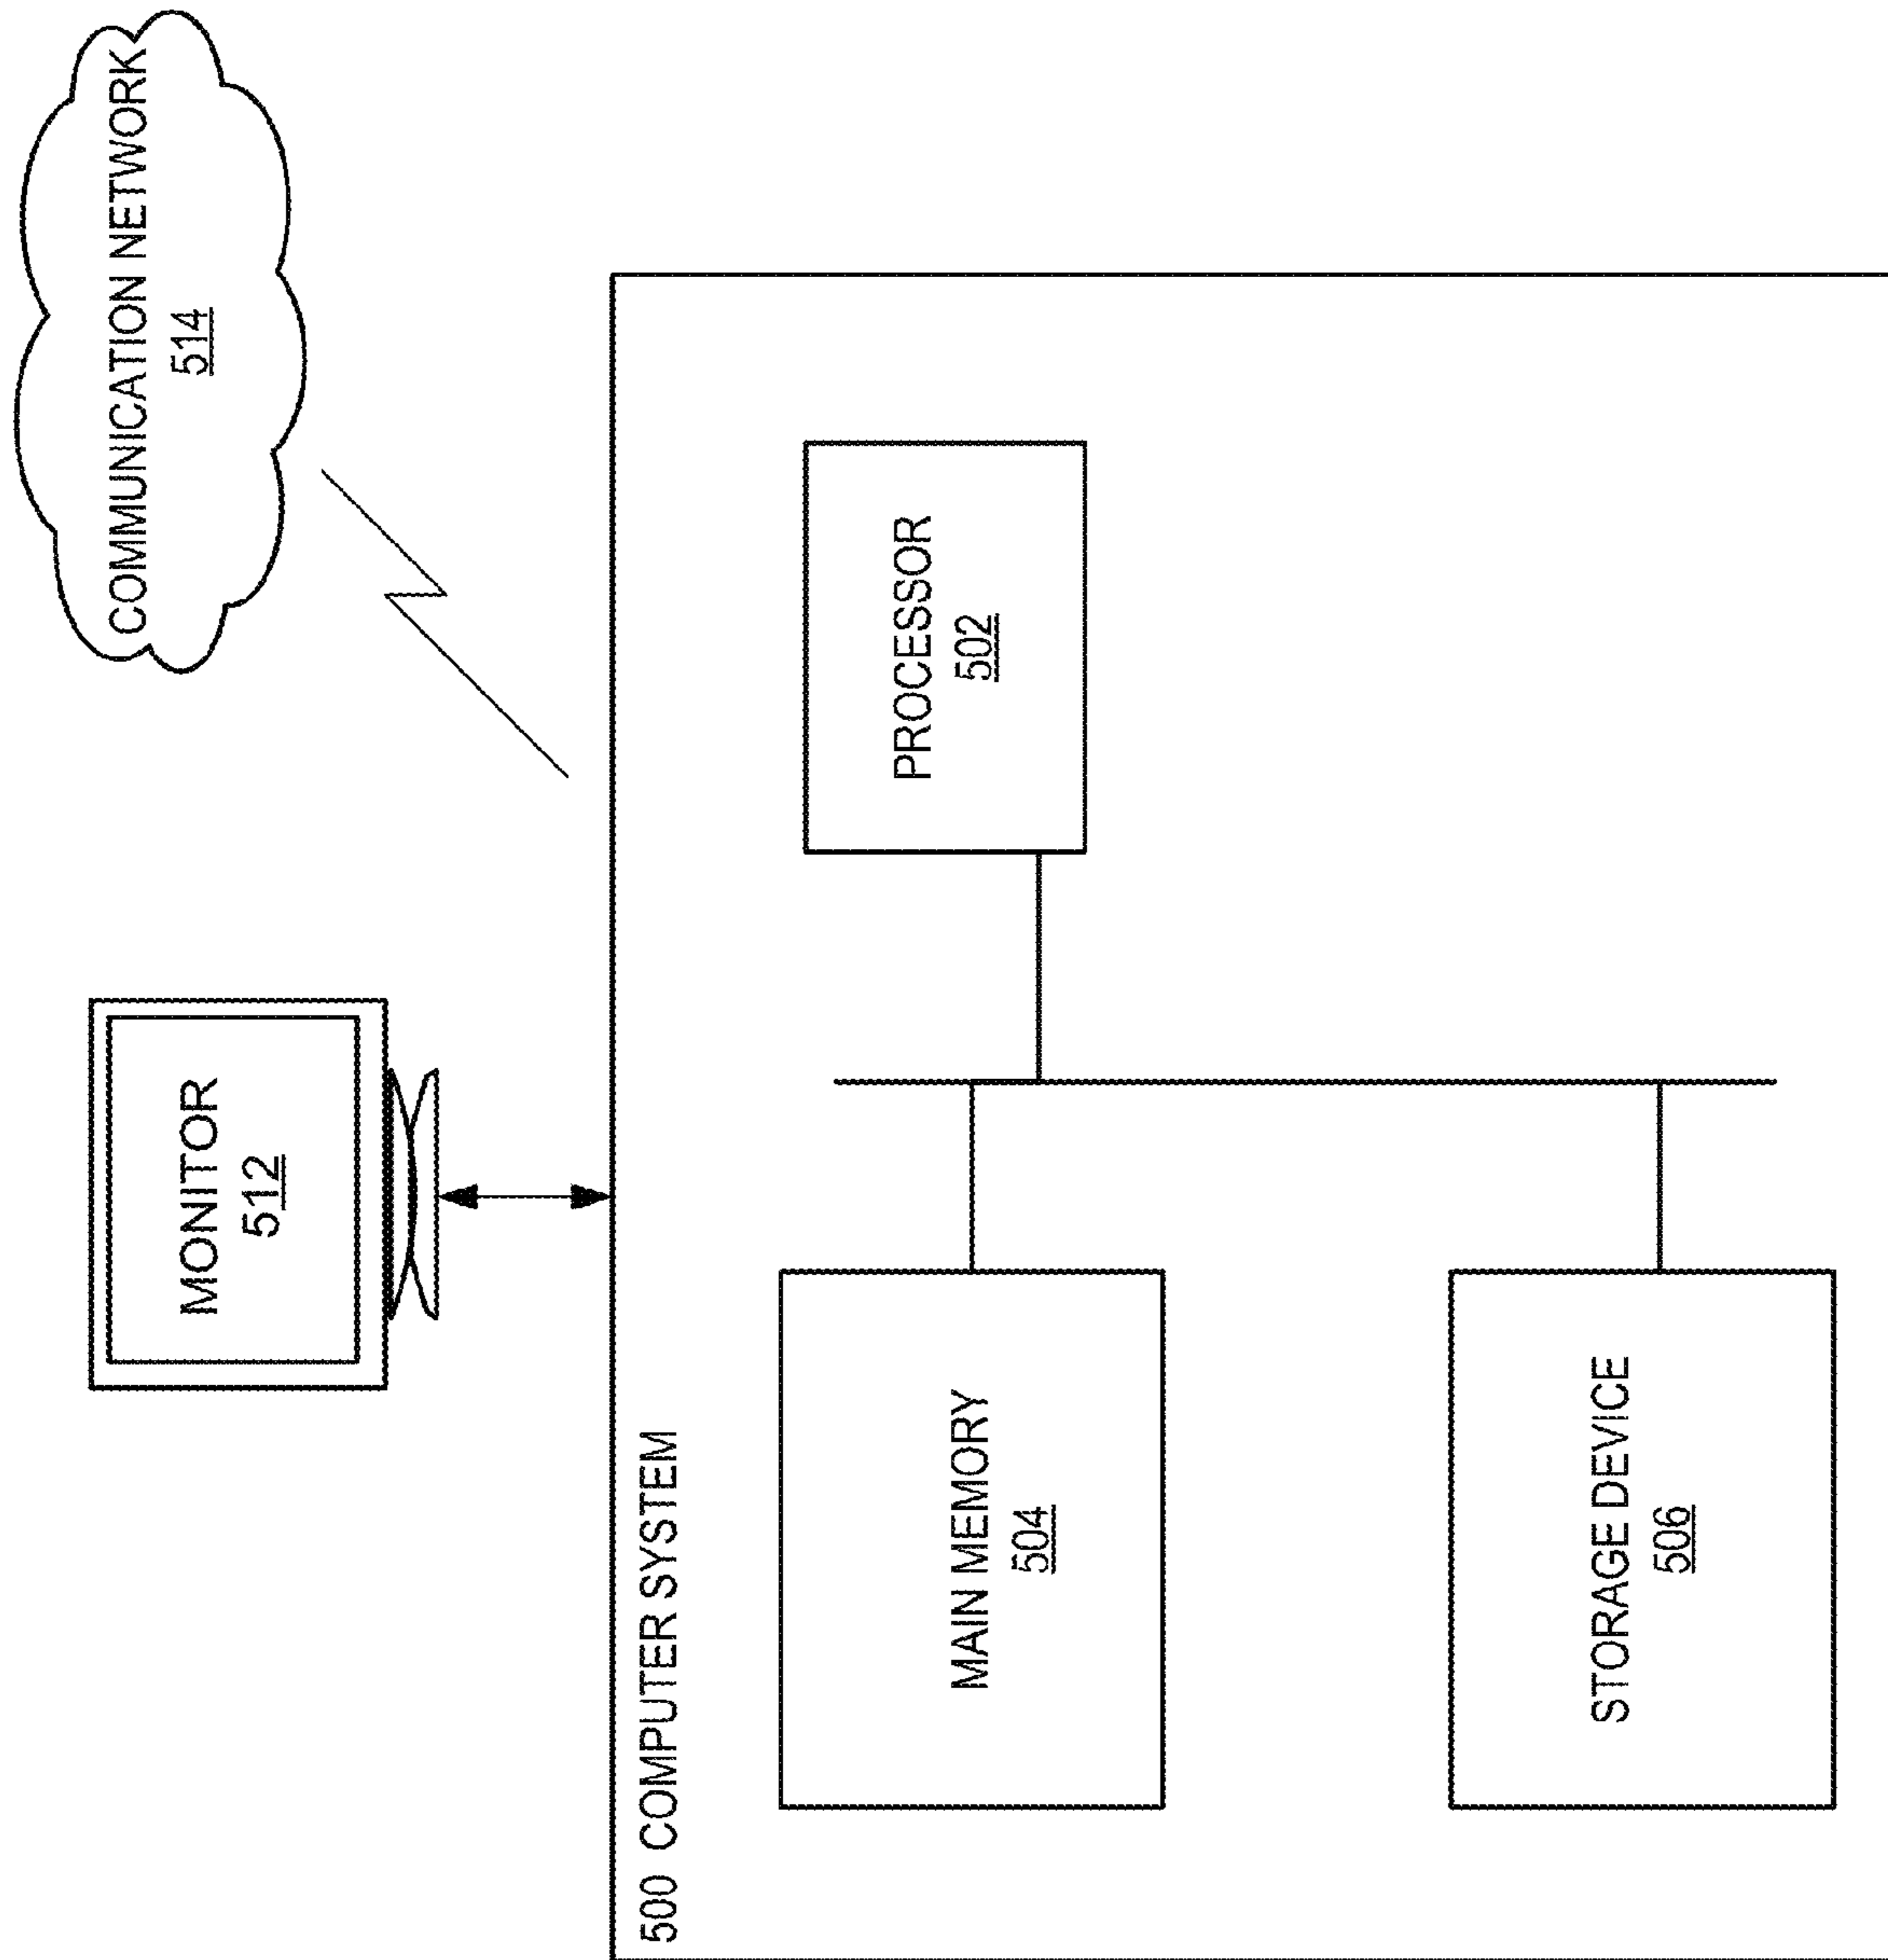 MONITOR
512
COMMUNICATION NETWORK
514
500 COMPUTER SYSTEM
MAIN MEMORY
504
PROCESSOR
502
STORAGE DEVICE
506